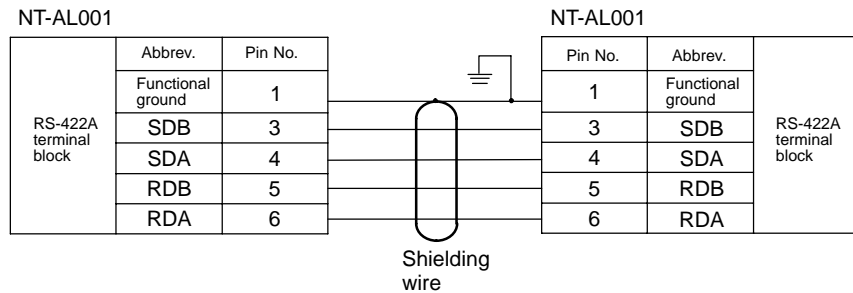 NT-AL001 NT-AL001
Abbrev. Pin No. Pin No. Abbrev.
Functional ground 1 1 Functional ground
RS-422A terminal block SDB 3 3 SDB RS-422A terminal block
SDA 4 4 SDA
RDB 5 5 RDB
RDA 6 6 RDA
Shielding
wire